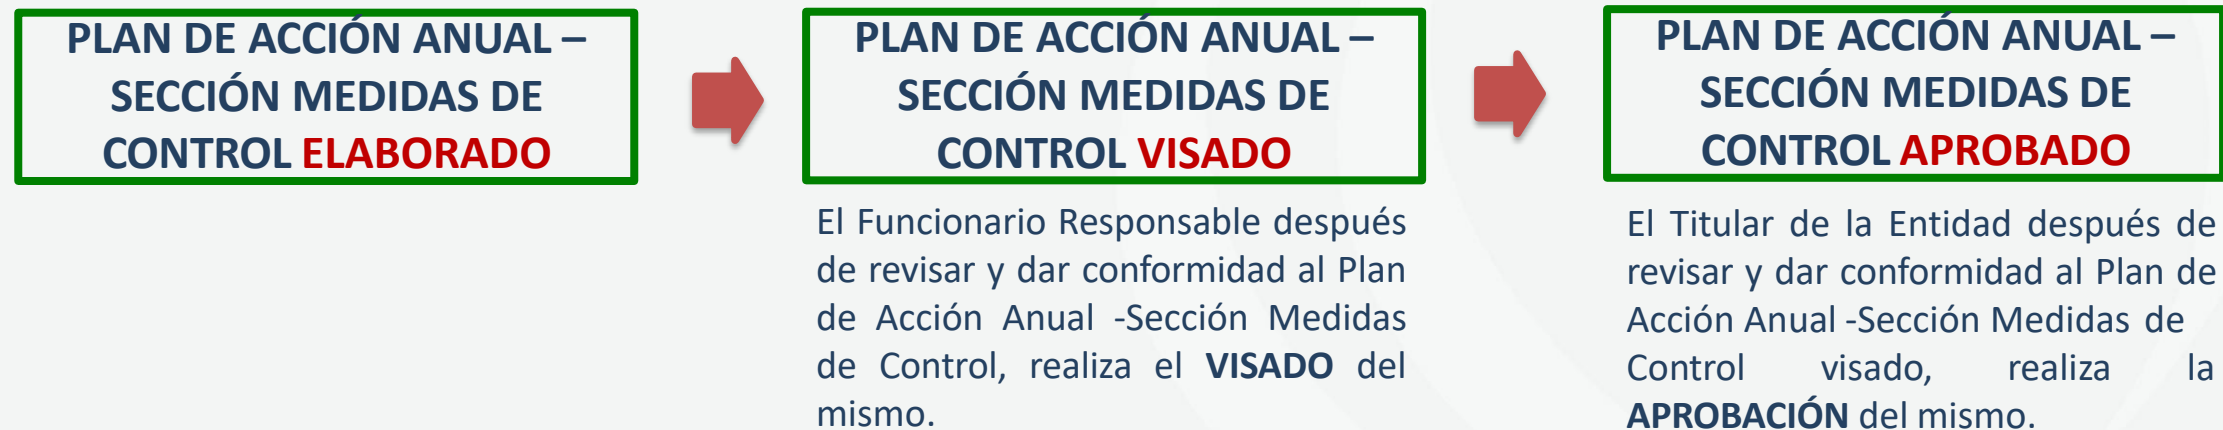 PLAN DE ACCIÓN ANUAL –
SECCIÓN MEDIDAS DE
CONTROL ELABORADO
PLAN DE ACCIÓN ANUAL –
SECCIÓN MEDIDAS DE
CONTROL VISADO
El Funcionario Responsable después
de revisar y dar conformidad al Plan
de Acción Anual -Sección Medidas
de Control, realiza el VISADO del
mismo.
PLAN DE ACCIÓN ANUAL –
SECCIÓN MEDIDAS DE
CONTROL APROBADO
El Titular de la Entidad después de
revisar y dar conformidad al Plan de
Acción Anual -Sección Medidas de
Control visado, realiza la
APROBACIÓN del mismo.